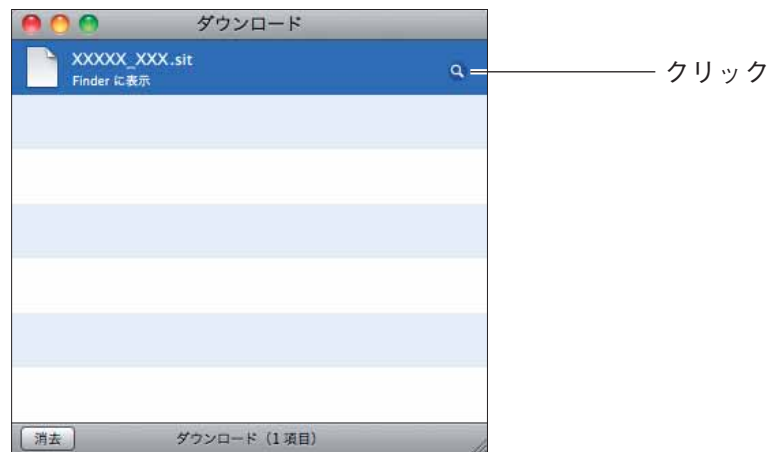 ダウンロード
XXXXX_XXX.sit
Finder に表示
クリック
消去
ダウンロード（1 項目）